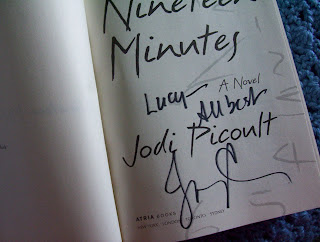 Nineteen
Minutes
Lucy -
A Novel
All best
Jodi Picoult
ATRIA BOOKS